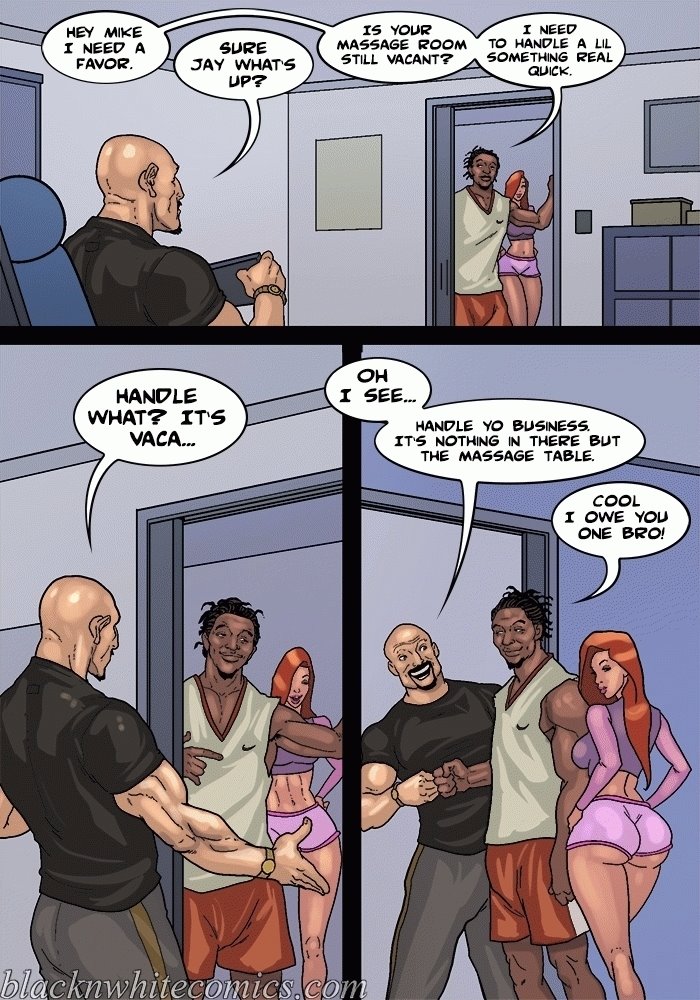 HEY MIKE
I NEED A
FAVOR.
SURE
JAY WHAT'S
UP?
IS YOUR
MASSAGE ROOM
STILL VACANT?
I NEED
TO HANDLE A LIL
SOMETHING REAL
QUICK.
HANDLE
WHAT? IT'S
VACA...
OH
I SEE...
HANDLE YO BUSINESS.
IT'S NOTHING IN THERE BUT
THE MASSAGE TABLE.
COOL
I OWE YOU
ONE BRO!
blacknwhitecomics.com